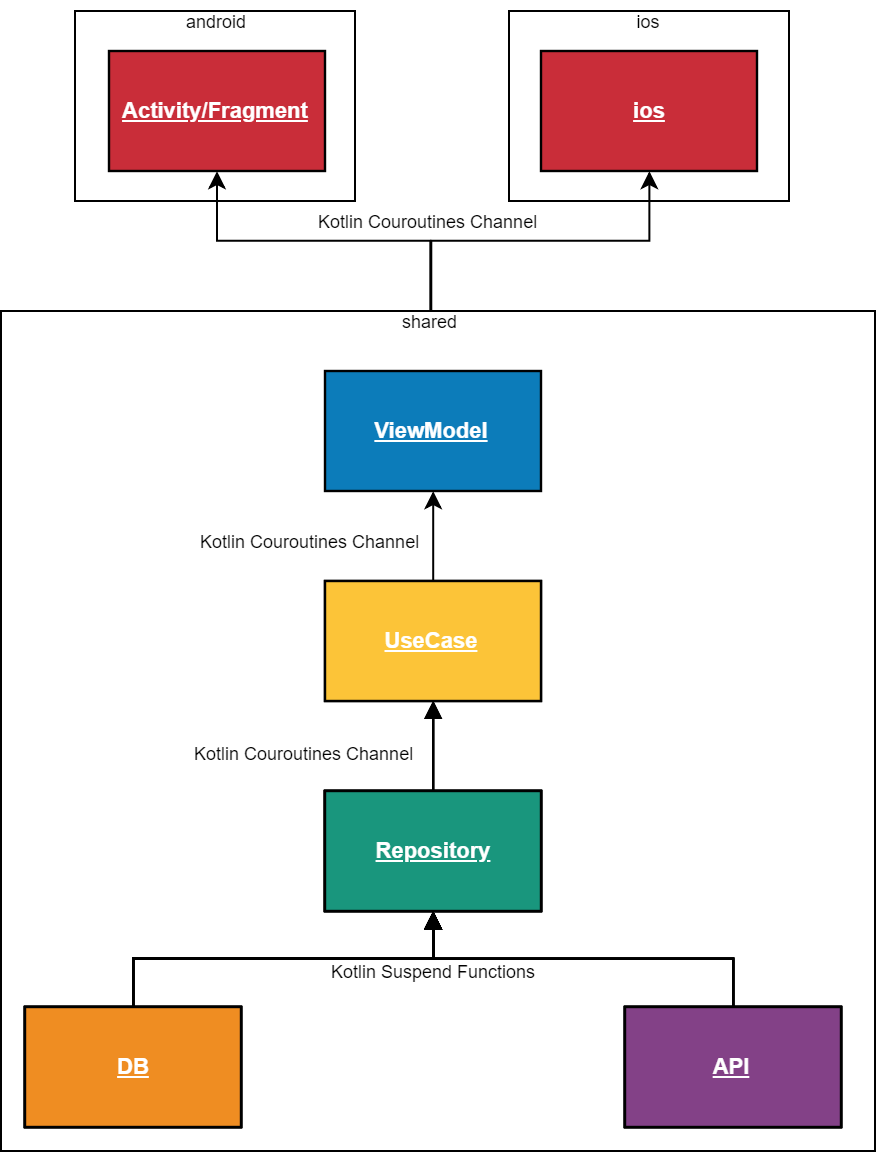 android
ios
Activity/Fragment
ios
Kotlin Couroutines Channel
shared
ViewModel
Kotlin Couroutines Channel
UseCase
Kotlin Couroutines Channel
Repository
Kotlin Suspend Functions
DB
API